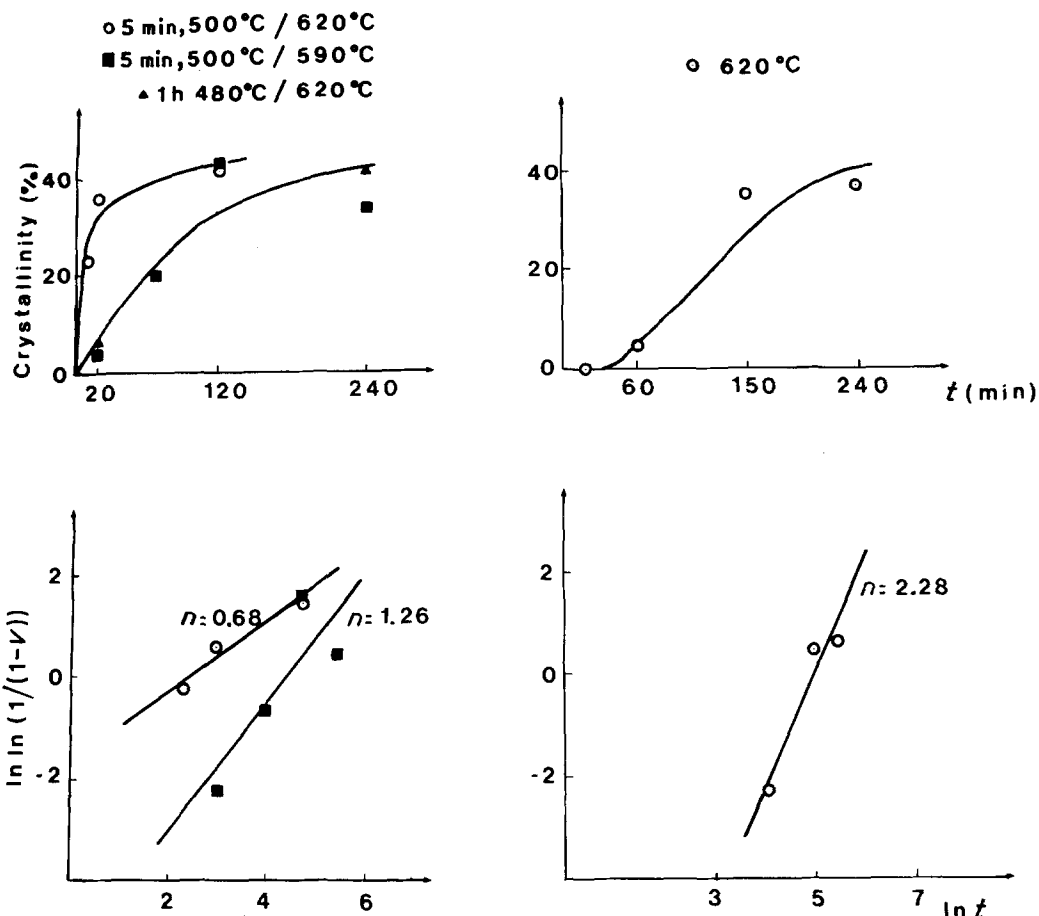 ○ 5 min, 500°C / 620°C
■ 5 min, 500°C / 590°C
▲ 1h 480°C / 620°C
Crystallinity (%)
40
20
0
20
120
240
⊙ 620°C
40
20
0
60
150
240
t (min)
ln ln (1/(1-V))
2
0
-2
n=0.68
n=1.26
2
4
6
2
0
-2
n=2.28
3
5
7
ln t